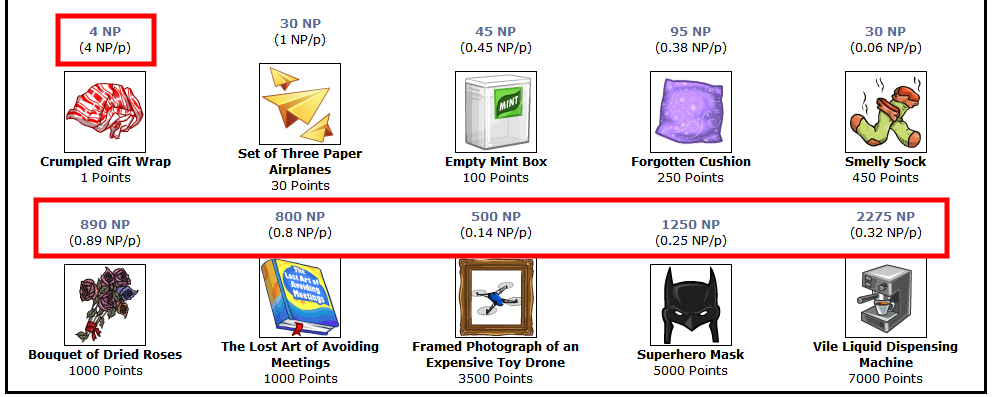 4 NP
(4 NP/p)
30 NP
(1 NP/p)
45 NP
(0.45 NP/p)
95 NP
(0.38 NP/p)
30 NP
(0.06 NP/p)
MINT
Crumpled Gift Wrap
1 Points
Set of Three Paper
Airplanes
30 Points
Empty Mint Box
100 Points
Forgotten Cushion
250 Points
Smelly Sock
450 Points
890 NP
(0.89 NP/p)
800 NP
(0.8 NP/p)
500 NP
(0.14 NP/p)
1250 NP
(0.25 NP/p)
2275 NP
(0.32 NP/p)
The
Lost Art of
Avoiding
Meetings
Bouquet of Dried Roses
1000 Points
The Lost Art of Avoiding
Meetings
1000 Points
Framed Photograph of an
Expensive Toy Drone
3500 Points
Superhero Mask
5000 Points
Vile Liquid Dispensing
Machine
7000 Points